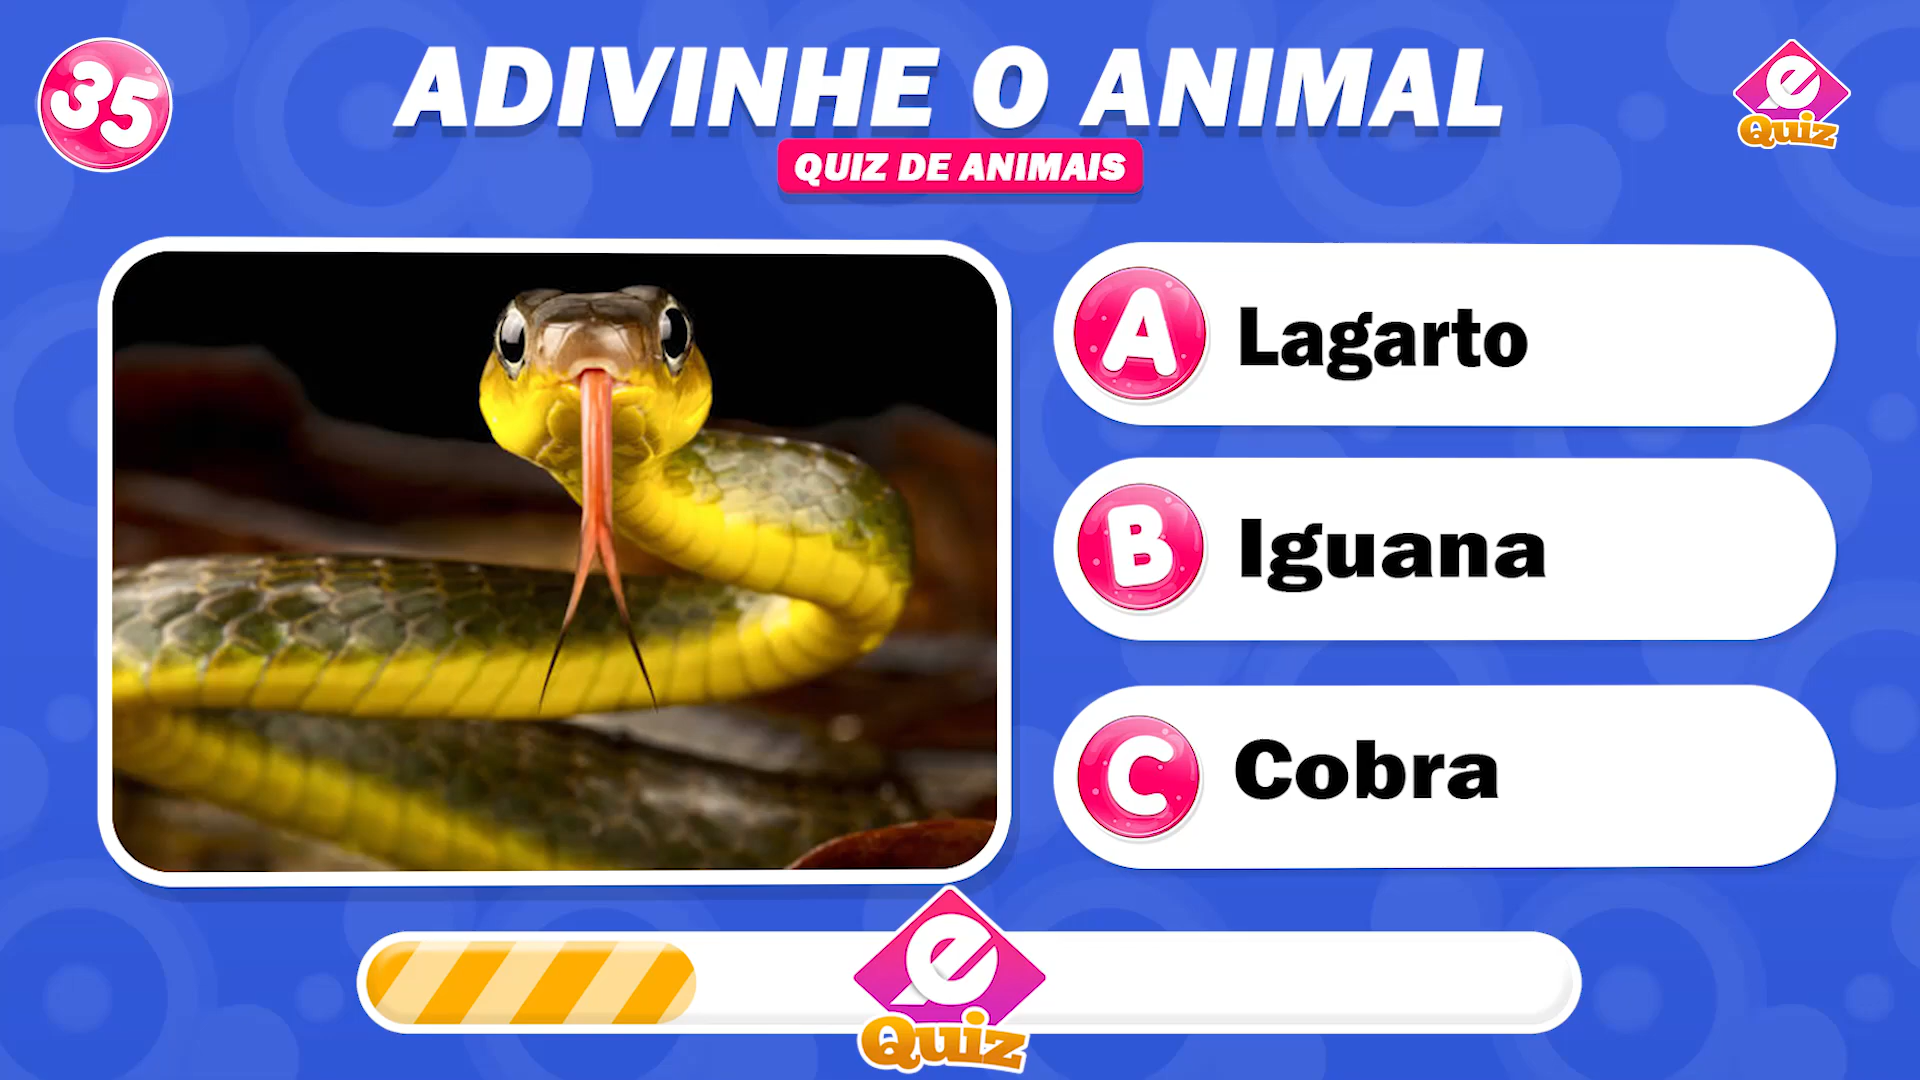 35
ADIVINHE O ANIMAL
QUIZ DE ANIMAIS
e
Quiz
A Lagarto
B Iguana
C Cobra
e
Quiz